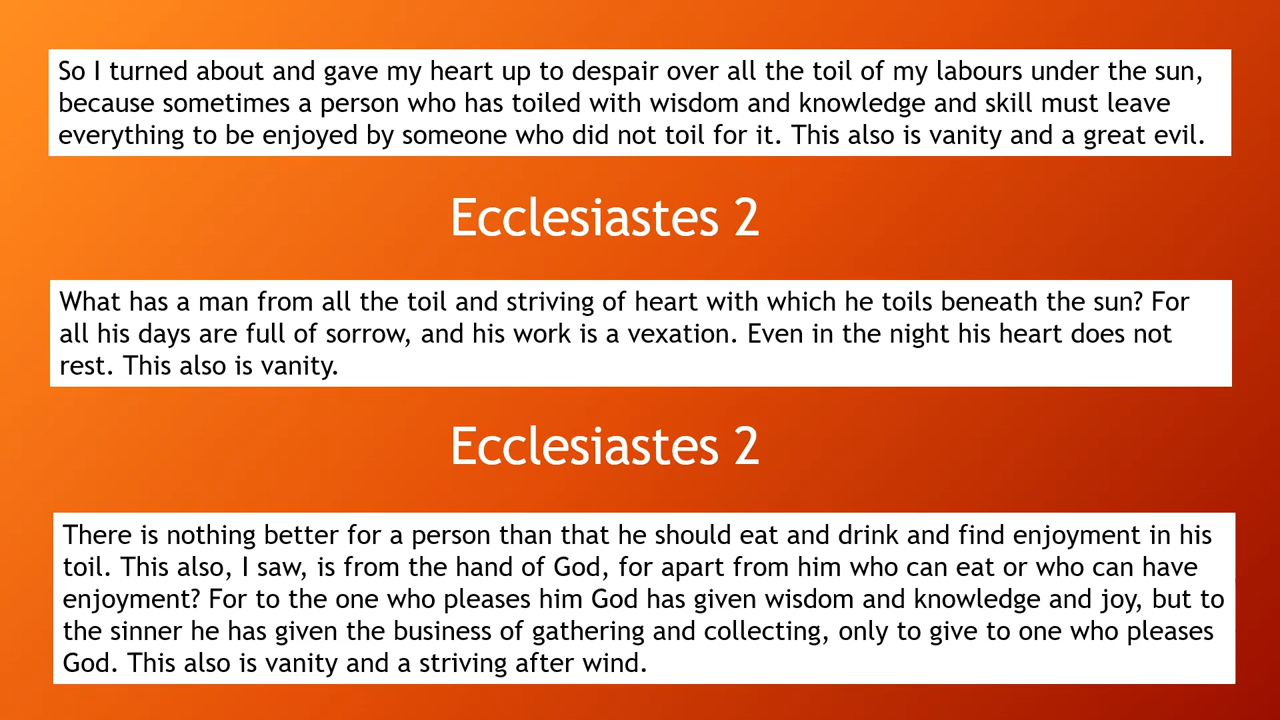 So I turned about and gave my heart up to despair over all the toil of my labours under the sun,
because sometimes a person who has toiled with wisdom and knowledge and skill must leave
everything to be enjoyed by someone who did not toil for it. This also is vanity and a great evil.
Ecclesiastes 2
What has a man from all the toil and striving of heart with which he toils beneath the sun? For
all his days are full of sorrow, and his work is a vexation. Even in the night his heart does not
rest. This also is vanity.
Ecclesiastes 2
There is nothing better for a person than that he should eat and drink and find enjoyment in his
toil. This also, I saw, is from the hand of God, for apart from him who can eat or who can have
enjoyment? For to the one who pleases him God has given wisdom and knowledge and joy, but to
the sinner he has given the business of gathering and collecting, only to give to one who pleases
God. This also is vanity and a striving after wind.